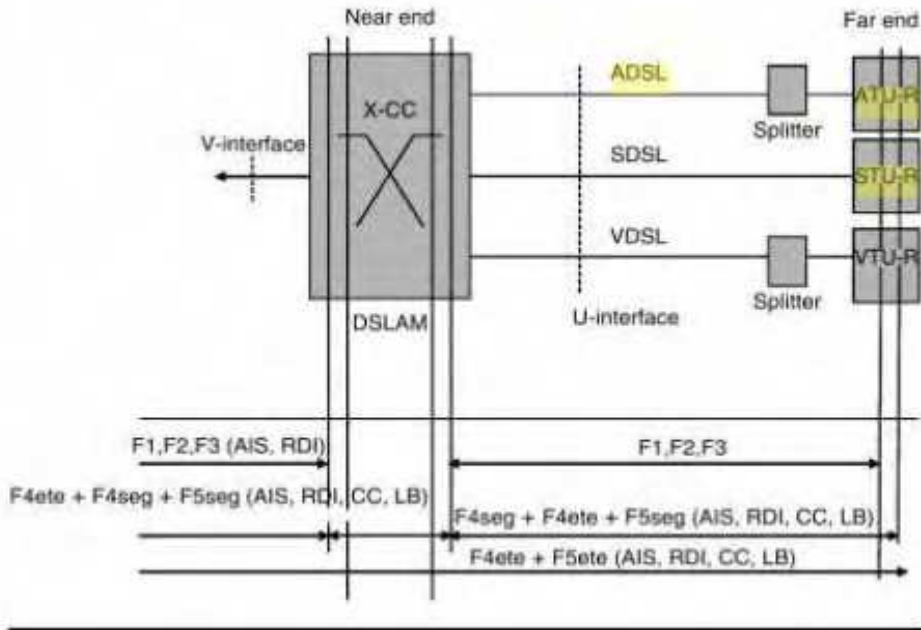 Near end
Far end
ADSL
ATU-R
X-CC
Splitter
V-interface
SDSL
STU-R
VDSL
VTU-R
Splitter
DSLAM
U-interface
F1,F2,F3 (AIS, RDI)
F1,F2,F3
F4ete + F4seg + F5seg (AIS, RDI, CC, LB)
F4seg + F4ete + F5seg (AIS, RDI, CC, LB)
F4ete + F5ete (AIS, RDI, CC, LB)